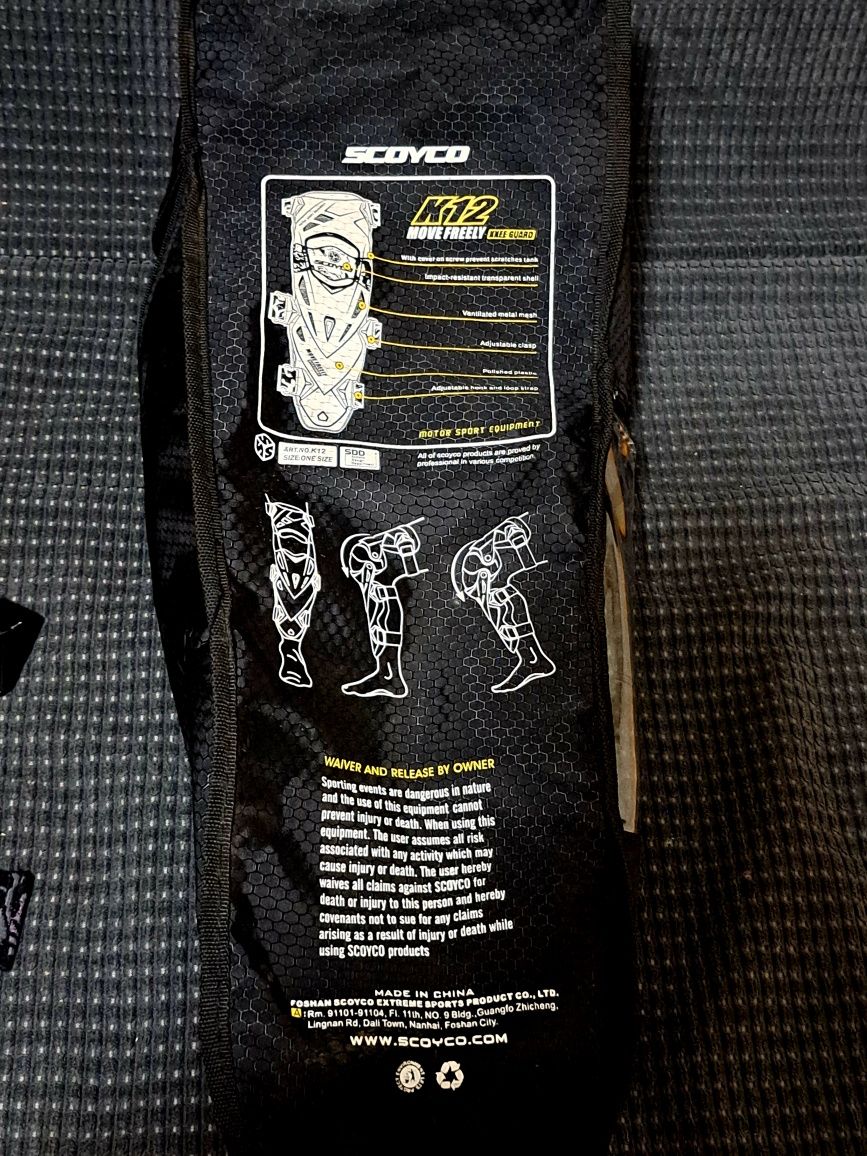 SCOYCO
K12
MOVE FREELY KNEE GUARD
With cover on screw prevent scratches tank
Impact-resistant transparent shell
Ventilated metal mesh
Adjustable clasp
Polished plastic
Adjustable hook and loop strap
MOTOR SPORT EQUIPMENT
ART.NO.K12
SIZE:ONE SIZE
SDD
All of scoyco products are proved by
professional in various competition.
WAIVER AND RELEASE BY OWNER
Sporting events are dangerous in nature
and the use of this equipment cannot
prevent injury or death. When using this
equipment. The user assumes all risk
associated with any activity which may
cause injury or death. The user hereby
waives all claims against SCOYCO for
death or injury to this person and hereby
covenants not to sue for any claims
arising as a result of injury or death while
using SCOYCO products
MADE IN CHINA
FOSHAN SCOYCO EXTREME SPORTS PRODUCT CO., LTD.
A:Rm. 91101-91104, Fl. 11th, NO. 9 Bldg.,Guangfo Zhicheng,
Lingnan Rd, Dali Town, Nanhai, Foshan City.
WWW.SCOYCO.COM